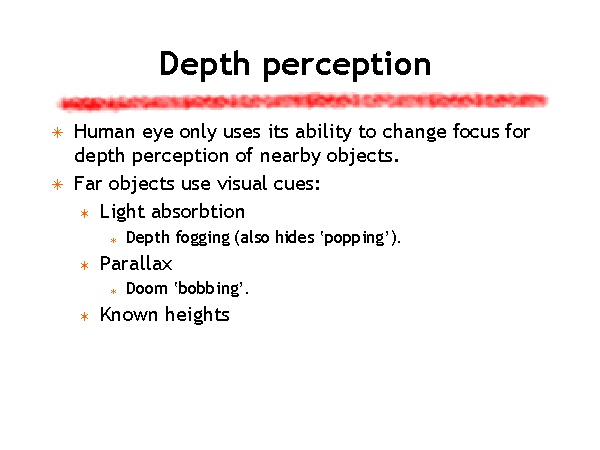 Depth perception
Human eye only uses its ability to change focus for
depth perception of nearby objects.
Far objects use visual cues:
Light absorbtion
Depth fogging (also hides ‘popping’).
Parallax
Doom ‘bobbing’.
Known heights